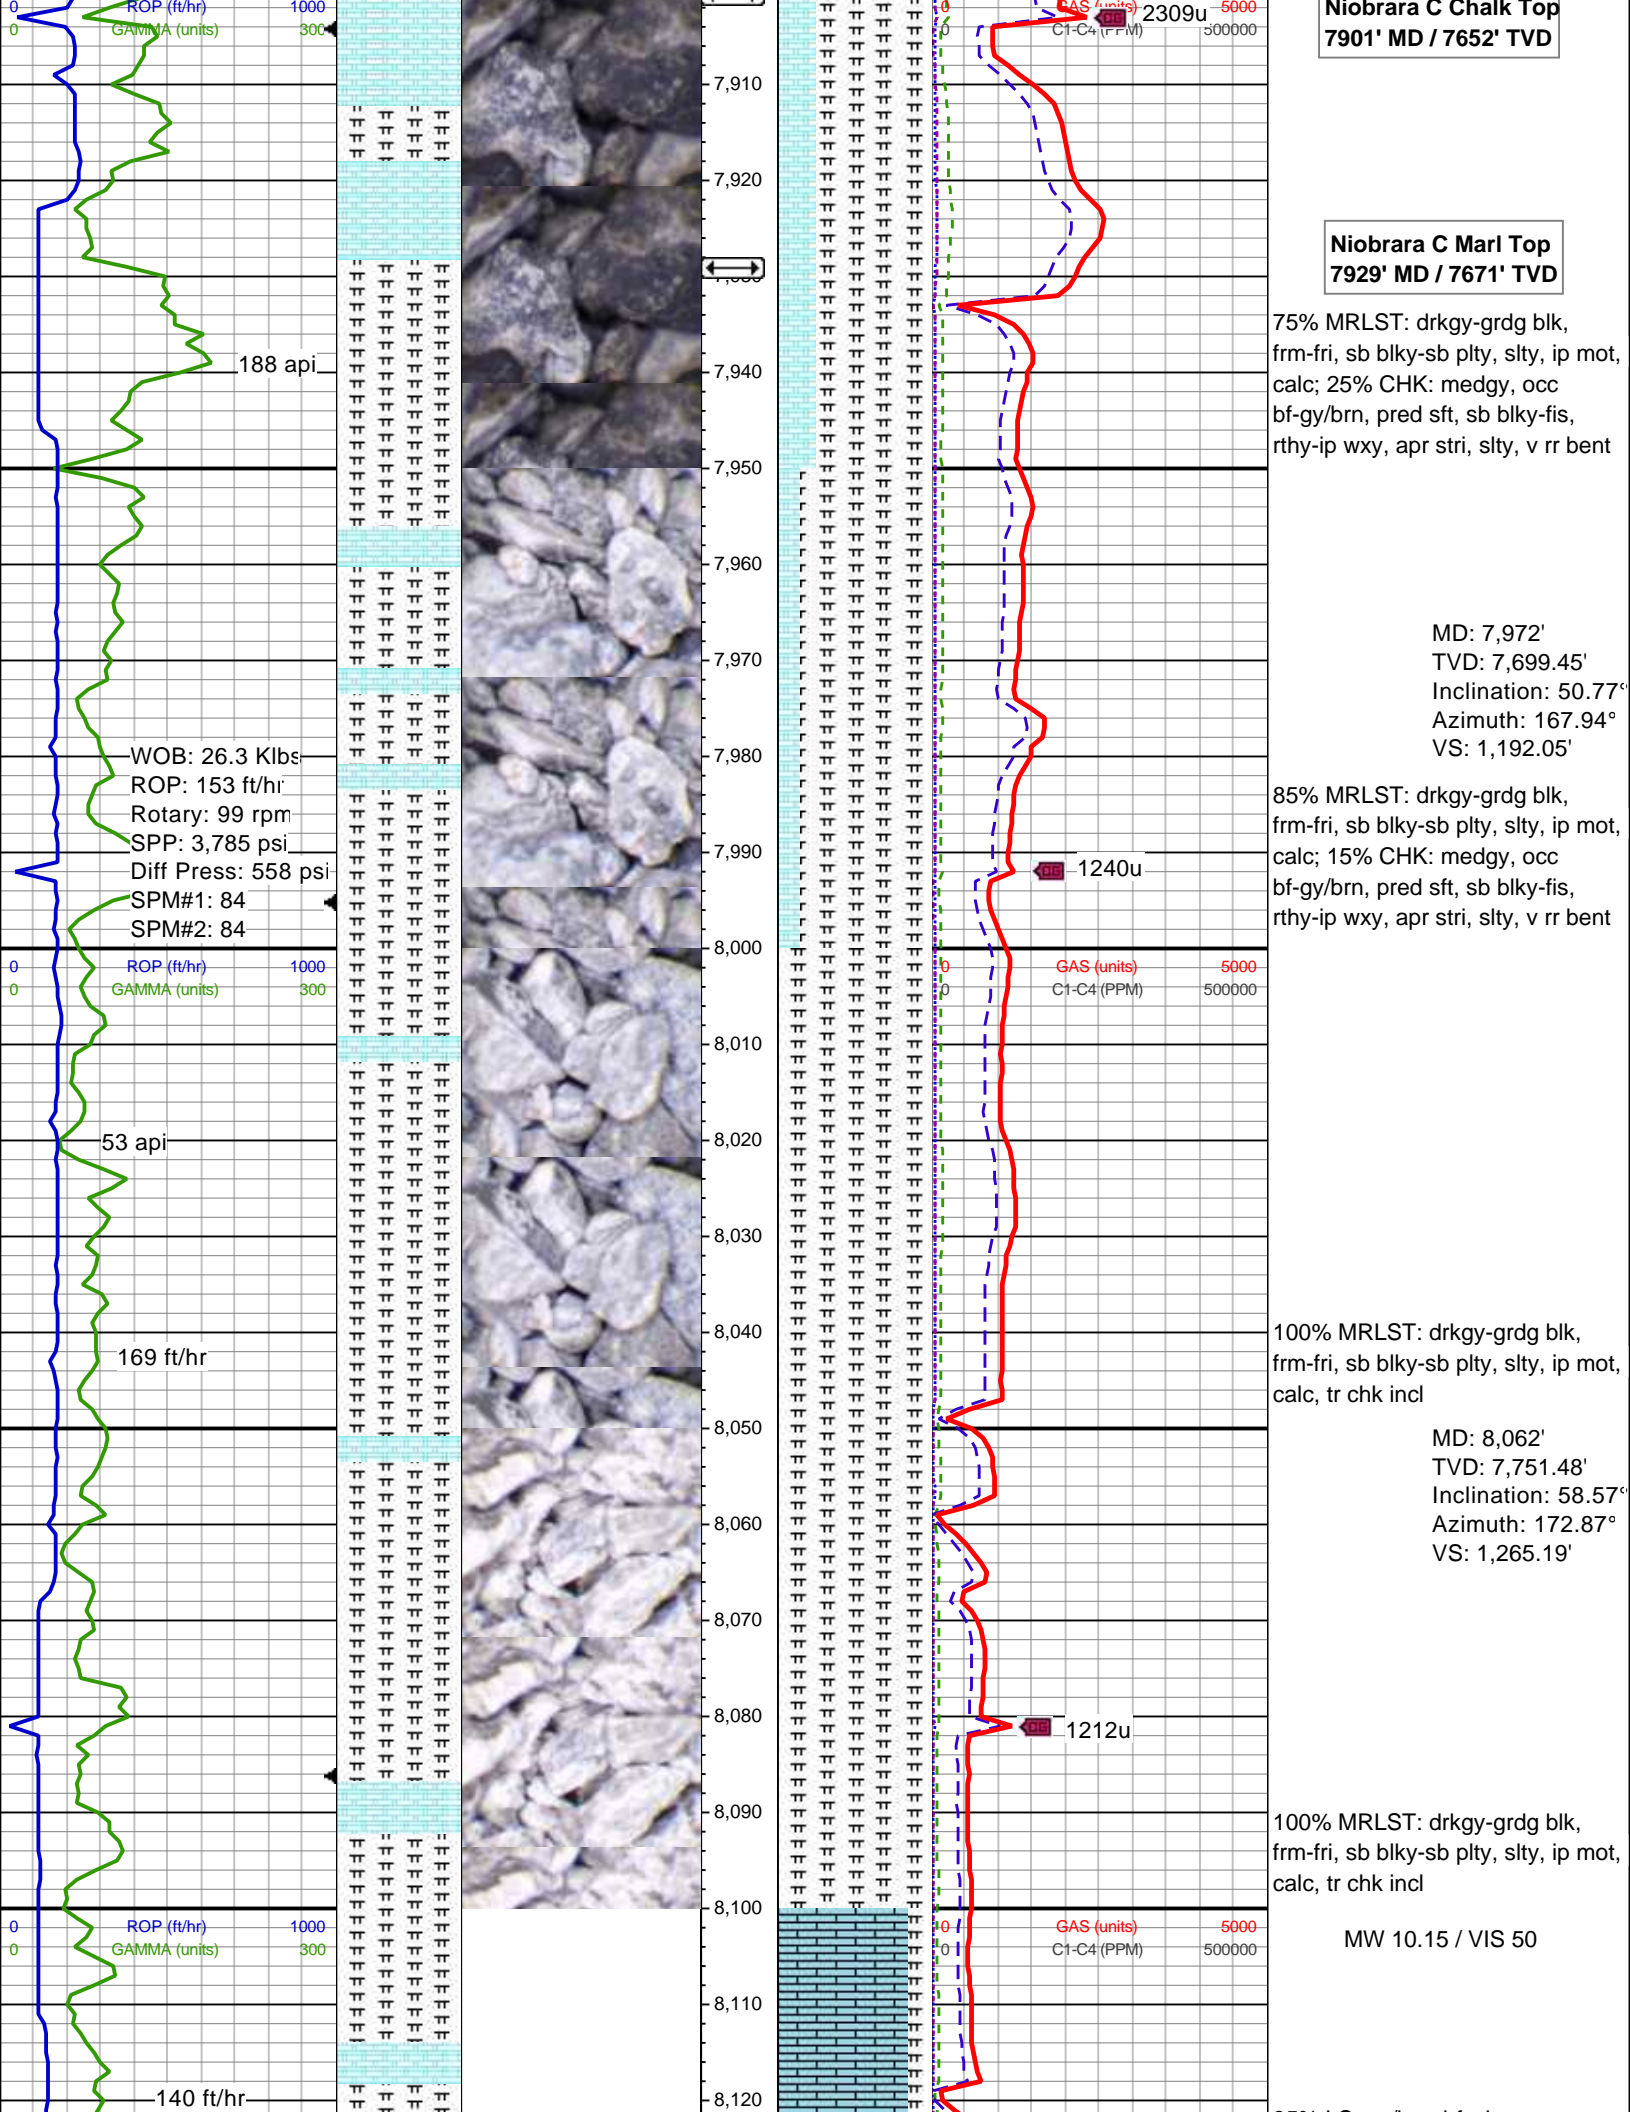 ROP (ft/hr) 1000
0 GAMMA (units) 300
GAS (units) 5000
0 C1-C4 (PPM) 500000
CG 2309u
Niobrara C Chalk Top
7901' MD / 7652' TVD
7,910
7,920
Niobrara C Marl Top
7929' MD / 7671' TVD
75% MRLST: drkgy-grdg blk,
frm-fri, sb blky-sb plty, slty, ip mot,
calc; 25% CHK: medgy, occ
bf-gy/brn, pred sft, sb blky-fis,
rthy-ip wxy, apr stri, slty, v rr bent
188 api
7,940
7,950
7,960
7,970
MD: 7,972'
TVD: 7,699.45'
Inclination: 50.77°
Azimuth: 167.94°
VS: 1,192.05'
WOB: 26.3 Klbs
ROP: 153 ft/hr
Rotary: 99 rpm
SPP: 3,785 psi
Diff Press: 558 psi
SPM#1: 84
SPM#2: 84
7,980
7,990
85% MRLST: drkgy-grdg blk,
frm-fri, sb blky-sb plty, slty, ip mot,
calc; 15% CHK: medgy, occ
bf-gy/brn, pred sft, sb blky-fis,
rthy-ip wxy, apr stri, slty, v rr bent
CG 1240u
8,000
0 ROP (ft/hr) 1000
0 GAMMA (units) 300
0 GAS (units) 5000
0 C1-C4 (PPM) 500000
8,010
8,020
53 api
8,030
8,040
169 ft/hr
100% MRLST: drkgy-grdg blk,
frm-fri, sb blky-sb plty, slty, ip mot,
calc, tr chk incl
8,050
MD: 8,062'
TVD: 7,751.48'
Inclination: 58.57°
Azimuth: 172.87°
VS: 1,265.19'
8,060
8,070
8,080
CG 1212u
8,090
100% MRLST: drkgy-grdg blk,
frm-fri, sb blky-sb plty, slty, ip mot,
calc, tr chk incl
8,100
0 ROP (ft/hr) 1000
0 GAMMA (units) 300
0 GAS (units) 5000
0 C1-C4 (PPM) 500000
MW 10.15 / VIS 50
8,110
8,120
140 ft/hr